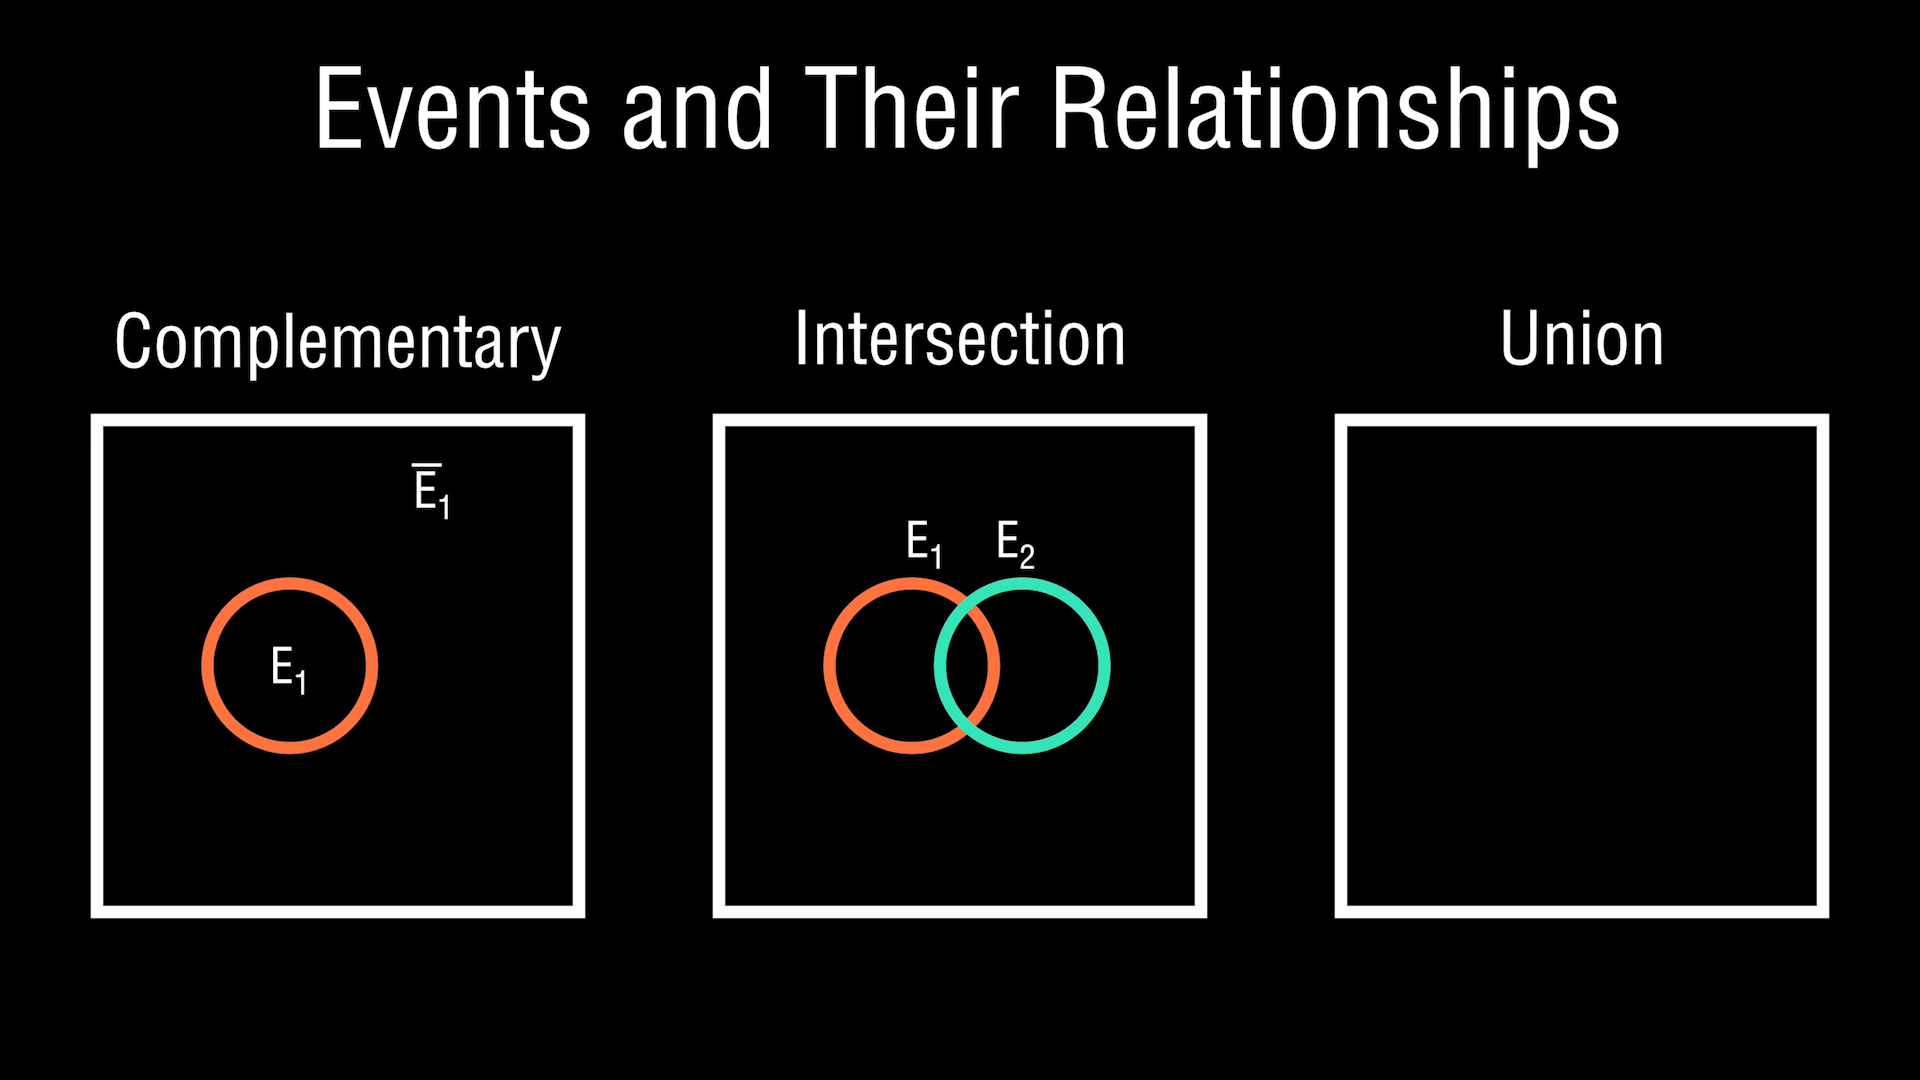 Events and Their Relationships
Complementary
E̅₁
E₁
Intersection
E₁ E₂
Union